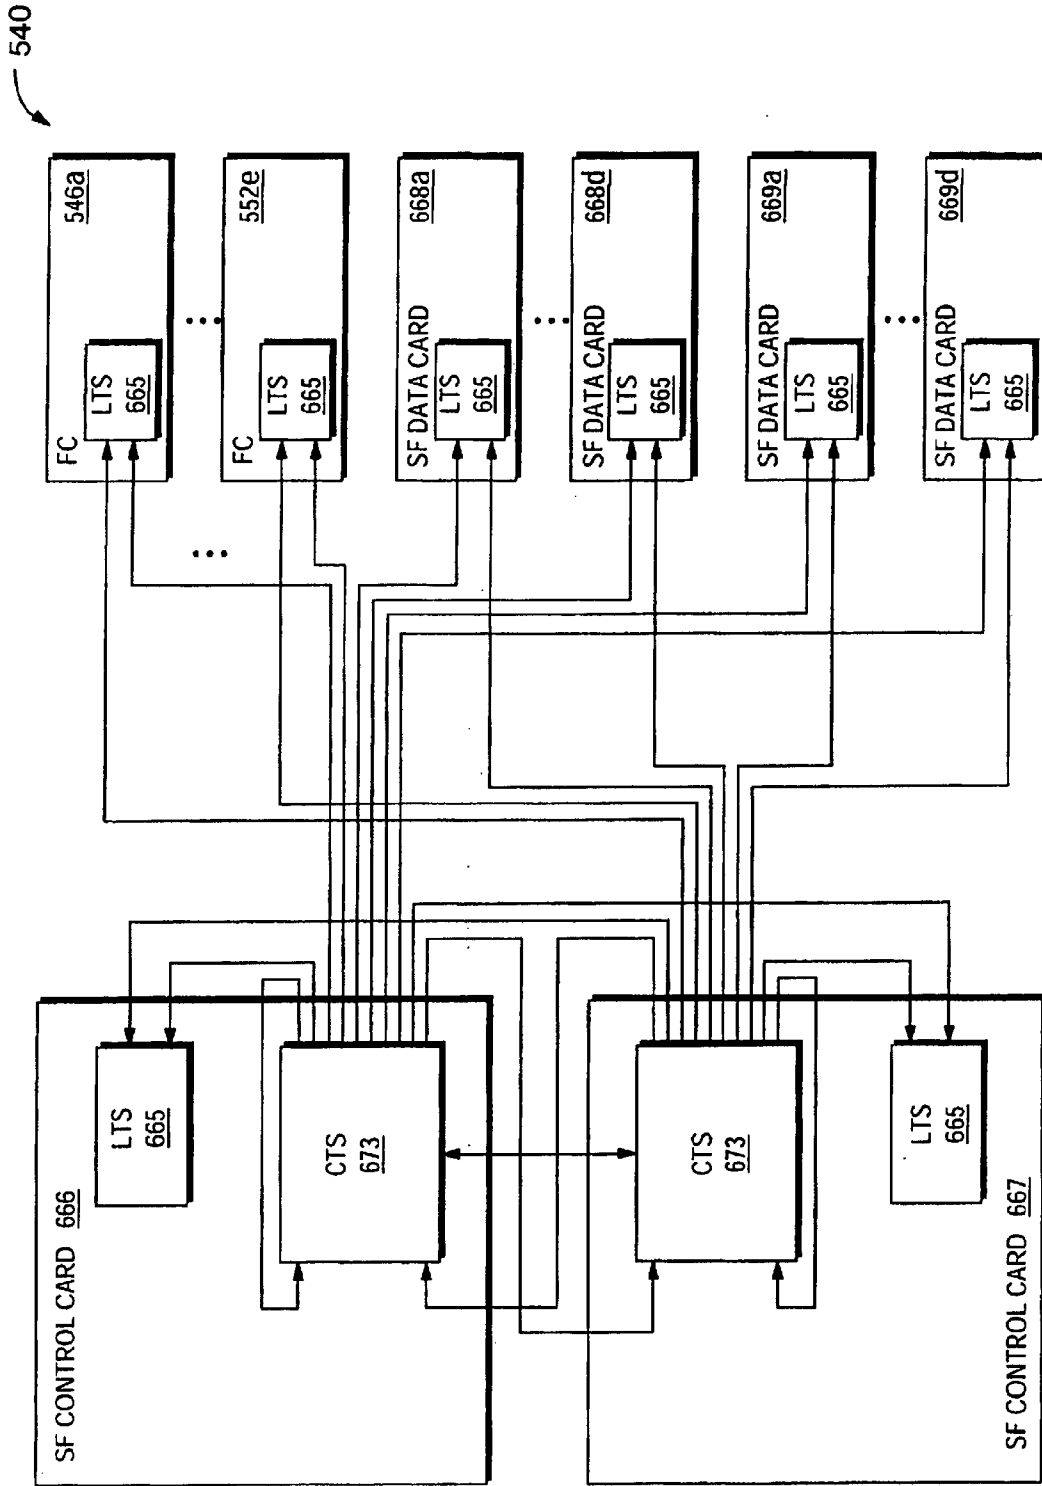 540
546a
LTS
665
FC
...
552e
LTS
665
FC
...
668a
SF DATA CARD
LTS
665
...
668d
SF DATA CARD
LTS
665
669a
SF DATA CARD
LTS
665
...
669d
SF DATA CARD
LTS
665
SF CONTROL CARD 666
LTS
665
CTS
673
CTS
673
LTS
665
SF CONTROL CARD 667